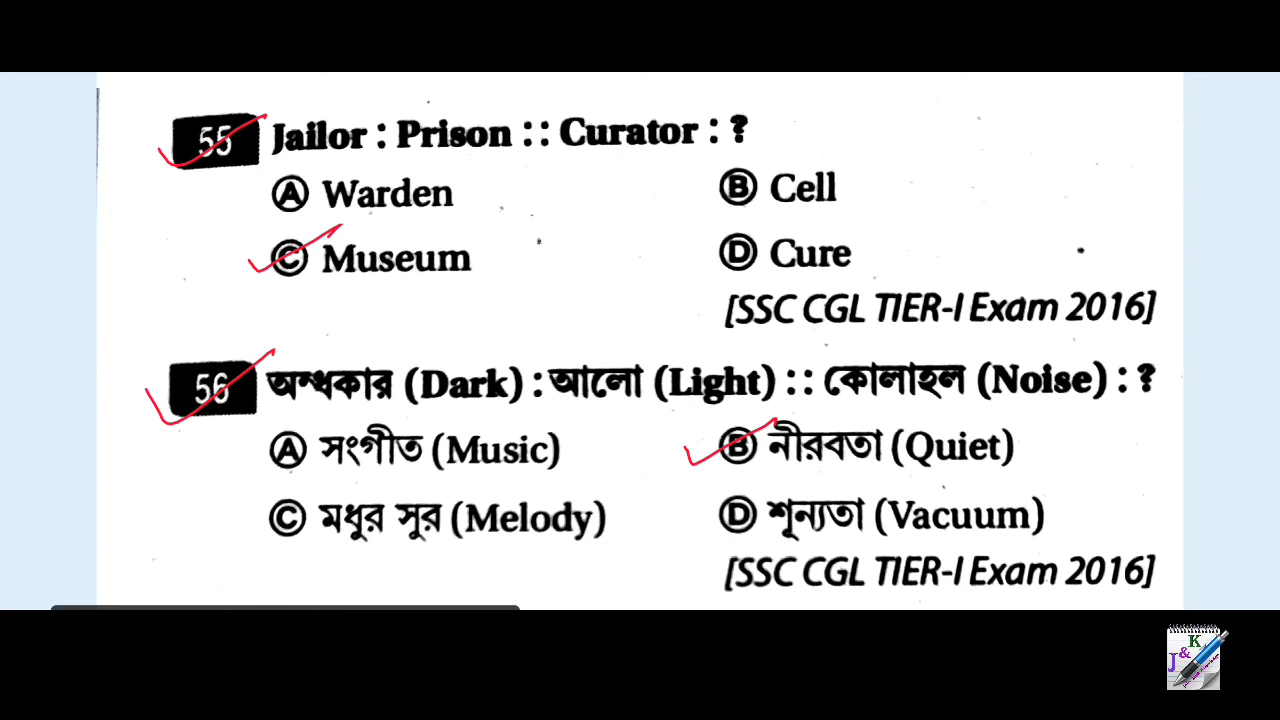 55 Jailor : Prison :: Curator : ?
Ⓐ Warden Ⓑ Cell
Ⓒ Museum Ⓓ Cure
[SSC CGL TIER-I Exam 2016]
56 অন্ধকার (Dark) : আলো (Light) :: কোলাহল (Noise) : ?
Ⓐ সংগীত (Music) Ⓑ নীরবতা (Quiet)
Ⓒ মধুর সুর (Melody) Ⓓ শূন্যতা (Vacuum)
[SSC CGL TIER-I Exam 2016]
J&K